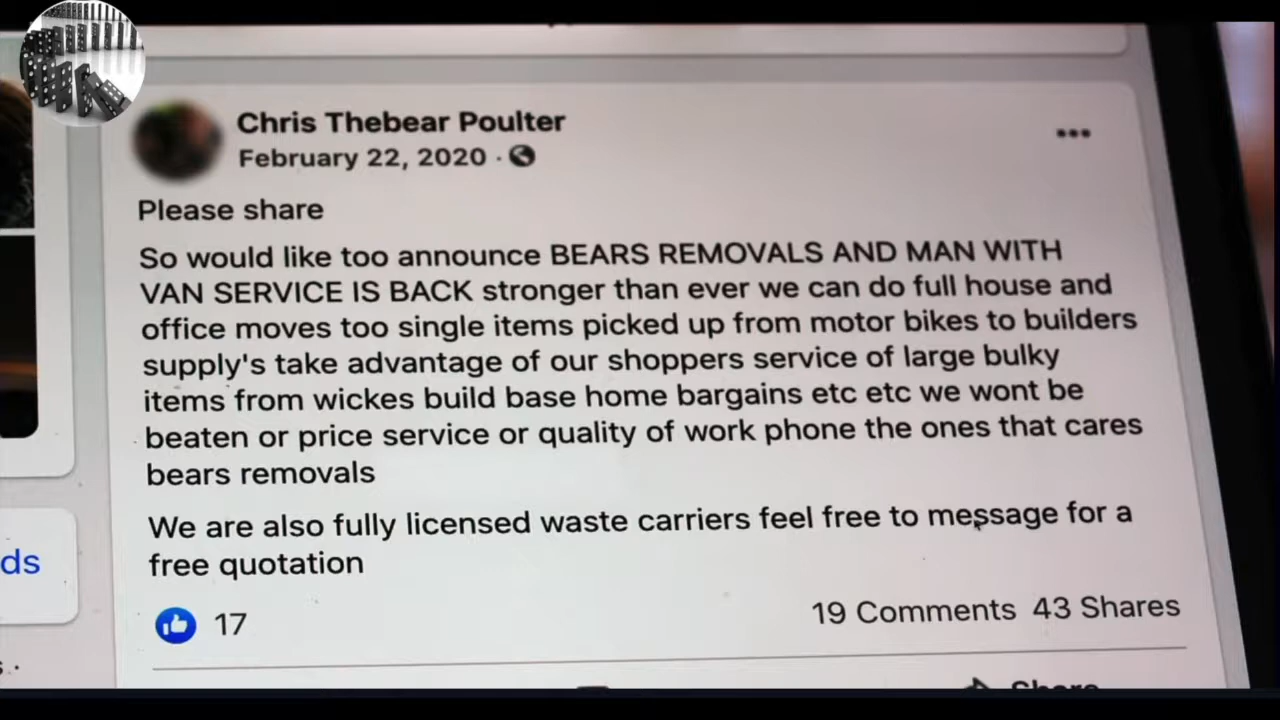 Chris Thebear Poulter
February 22, 2020 ·
Please share
So would like too announce BEARS REMOVALS AND MAN WITH
VAN SERVICE IS BACK stronger than ever we can do full house and
office moves too single items picked up from motor bikes to builders
supply's take advantage of our shoppers service of large bulky
items from wickes build base home bargains etc etc we wont be
beaten or price service or quality of work phone the ones that cares
bears removals
We are also fully licensed waste carriers feel free to message for a
free quotation
ds
17
19 Comments 43 Shares
Share